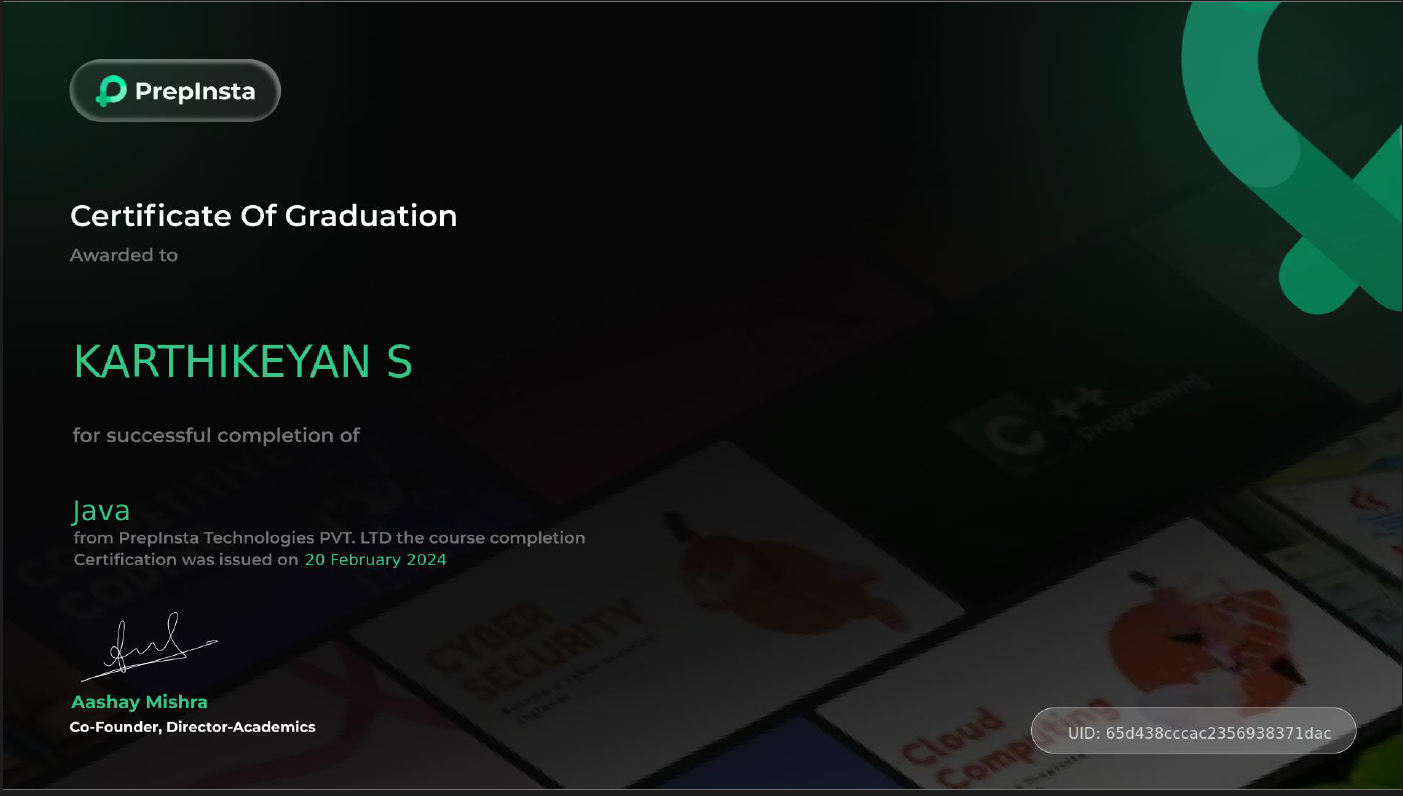 PrepInsta
Certificate Of Graduation
Awarded to
KARTHIKEYAN S
for successful completion of
Java
from PrepInsta Technologies PVT. LTD the course completion
Certification was issued on 20 February 2024
Aashay Mishra
Co-Founder, Director-Academics
UID: 65d438cccac2356938371dac
C ++
Programming
CYBER
SECURITY
Cloud
Computing